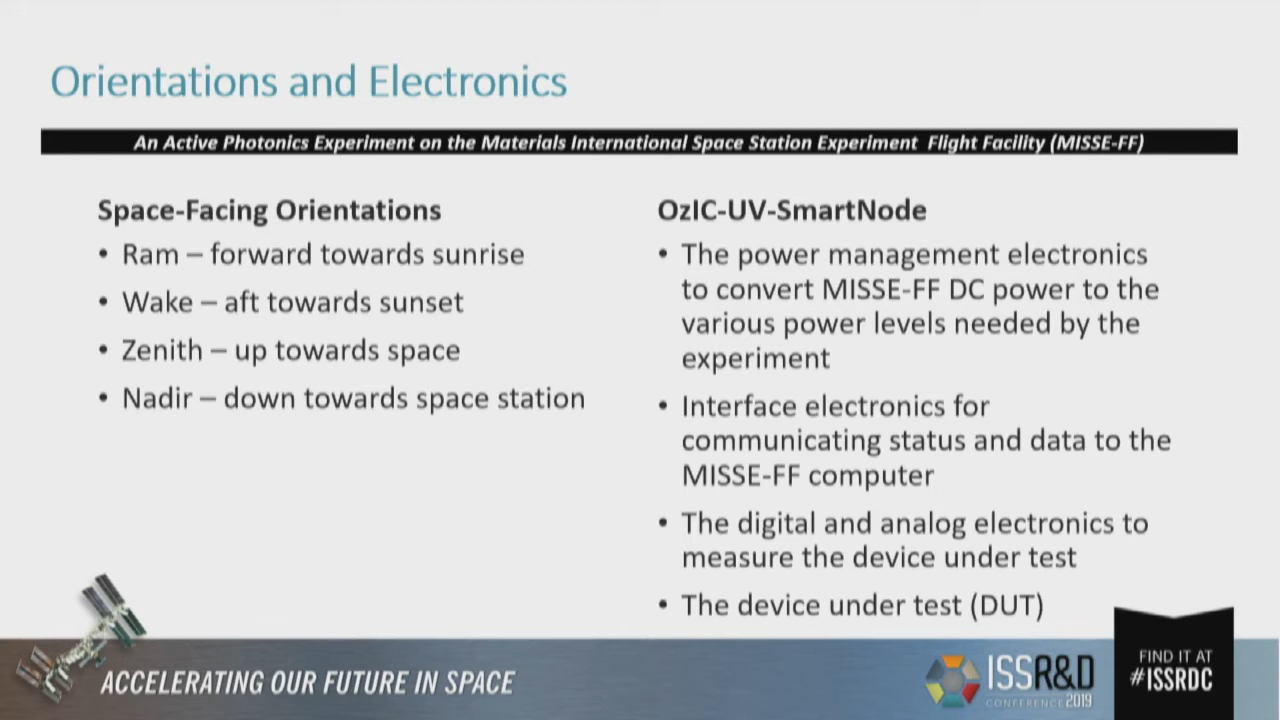 Orientations and Electronics
An Active Photonics Experiment on the Materials International Space Station Experiment Flight Facility (MISSE-FF)
Space-Facing Orientations
• Ram – forward towards sunrise
• Wake – aft towards sunset
• Zenith – up towards space
• Nadir – down towards space station
OzIC-UV-SmartNode
• The power management electronics
to convert MISSE-FF DC power to the
various power levels needed by the
experiment
• Interface electronics for
communicating status and data to the
MISSE-FF computer
• The digital and analog electronics to
measure the device under test
• The device under test (DUT)
ACCELERATING OUR FUTURE IN SPACE
ISSR&D
CONFERENCE 2019
FIND IT AT
#ISSRDC